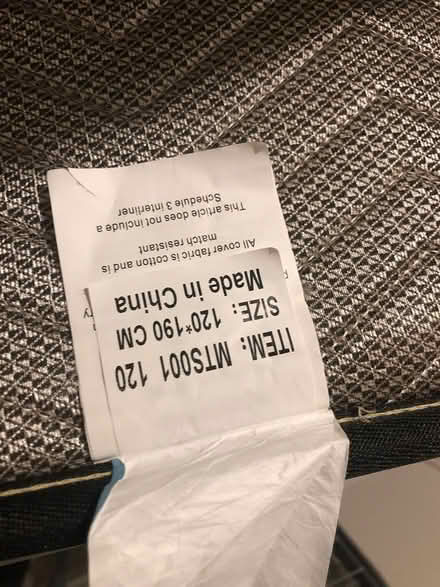 ITEM: MTS001 120
SIZE: 120*190 CM
Made in China
All cover fabric is cotton and is
match resistant
This article does not include a
Schedule 3 interliner